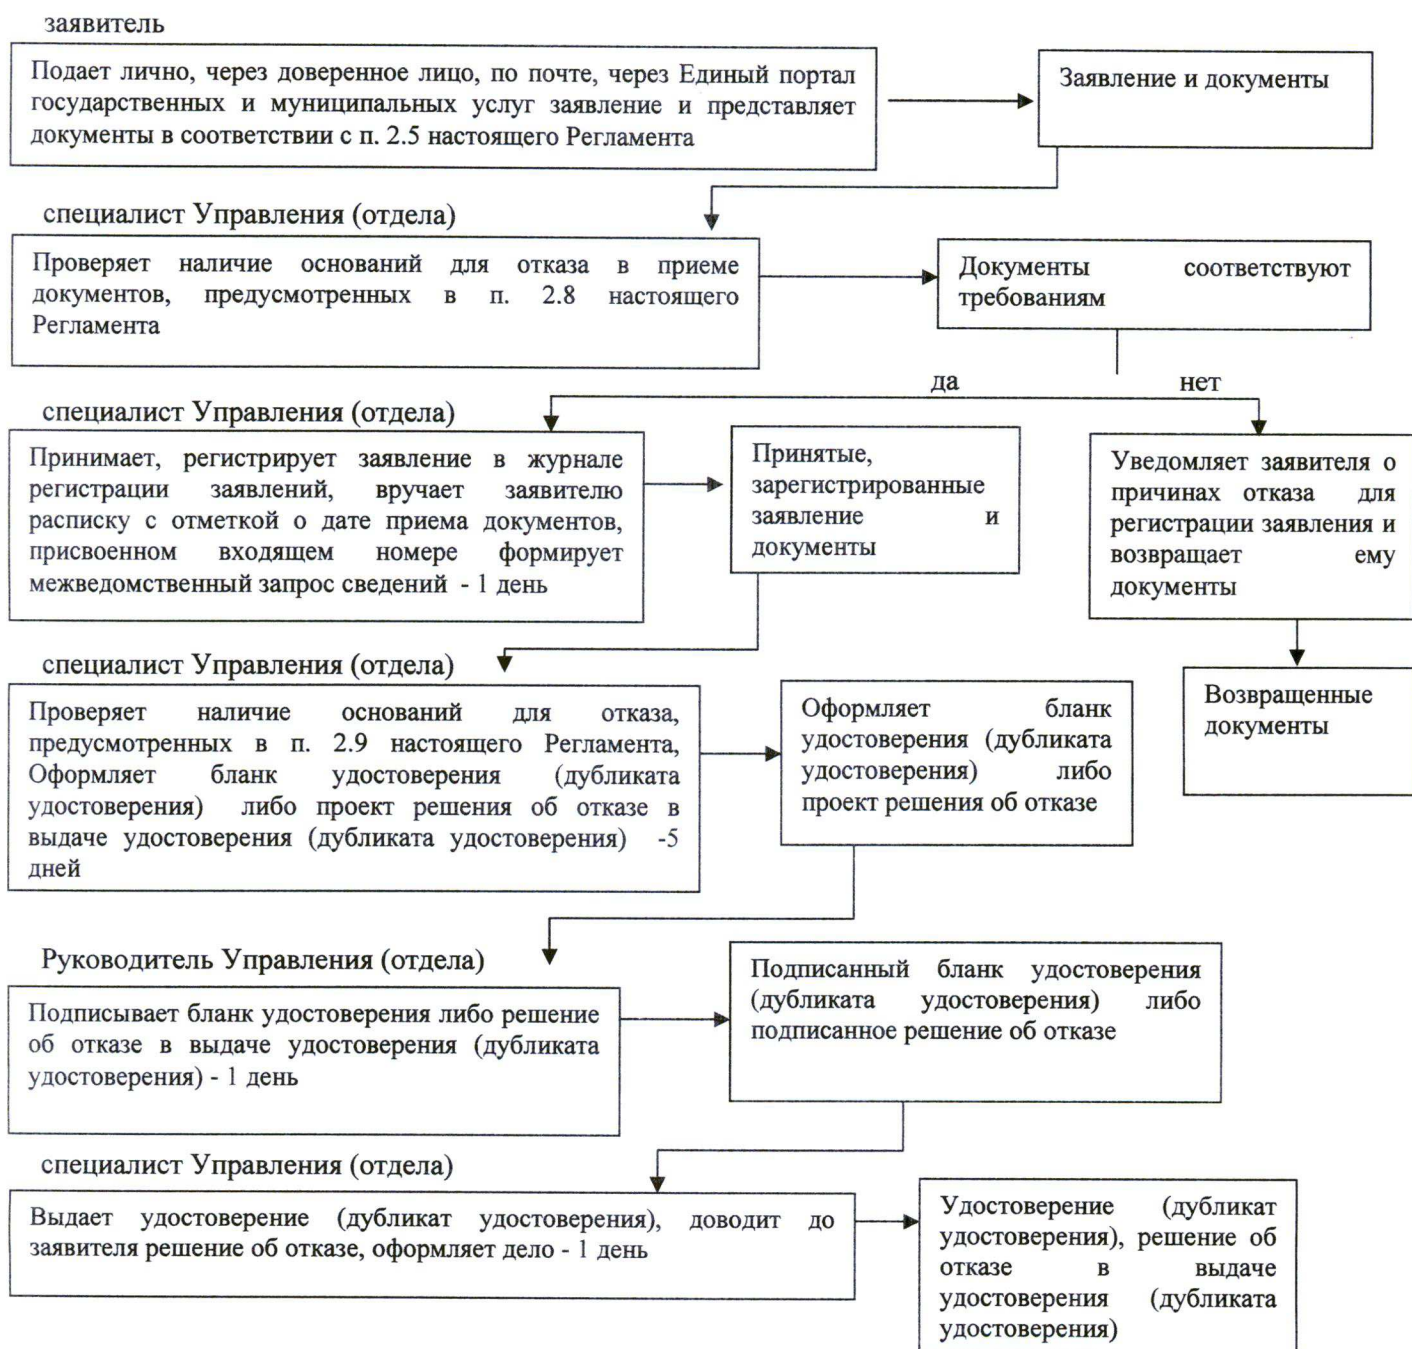 заявитель
Подает лично, через доверенное лицо, по почте, через Единый портал
государственных и муниципальных услуг заявление и представляет
документы в соответствии с п. 2.5 настоящего Регламента
Заявление и документы
специалист Управления (отдела)
Проверяет наличие оснований для отказа в приеме
документов, предусмотренных в п. 2.8 настоящего
Регламента
Документы соответствуют
требованиям
да
нет
специалист Управления (отдела)
Принимает, регистрирует заявление в журнале
регистрации заявлений, вручает заявителю
расписку с отметкой о дате приема документов,
присвоенном входящем номере формирует
межведомственный запрос сведений - 1 день
Принятые,
зарегистрированные
заявление и
документы
Уведомляет заявителя о
причинах отказа для
регистрации заявления и
возвращает ему
документы
специалист Управления (отдела)
Проверяет наличие оснований для отказа,
предусмотренных в п. 2.9 настоящего Регламента,
Оформляет бланк удостоверения (дубликата
удостоверения) либо проект решения об отказе в
выдаче удостоверения (дубликата удостоверения) -5
дней
Оформляет бланк
удостоверения (дубликата
удостоверения) либо
проект решения об отказе
Возвращенные
документы
Руководитель Управления (отдела)
Подписывает бланк удостоверения либо решение
об отказе в выдаче удостоверения (дубликата
удостоверения) - 1 день
Подписанный бланк удостоверения
(дубликата удостоверения) либо
подписанное решение об отказе
специалист Управления (отдела)
Выдает удостоверение (дубликат удостоверения), доводит до
заявителя решение об отказе, оформляет дело - 1 день
Удостоверение (дубликат
удостоверения), решение об
отказе в выдаче
удостоверения (дубликата
удостоверения)